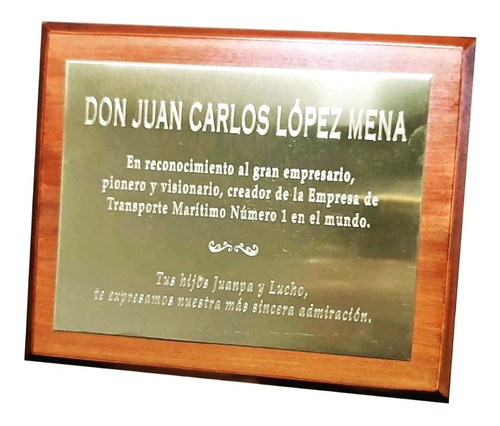 DON JUAN CARLOS LÓPEZ MENA
En reconocimiento al gran empresario,
pionero y visionario, creador de la Empresa de
Transporte Marítimo Número 1 en el mundo.
Tus hijos Juanpa y Lucho,
te expresamos nuestra más sincera admiración.